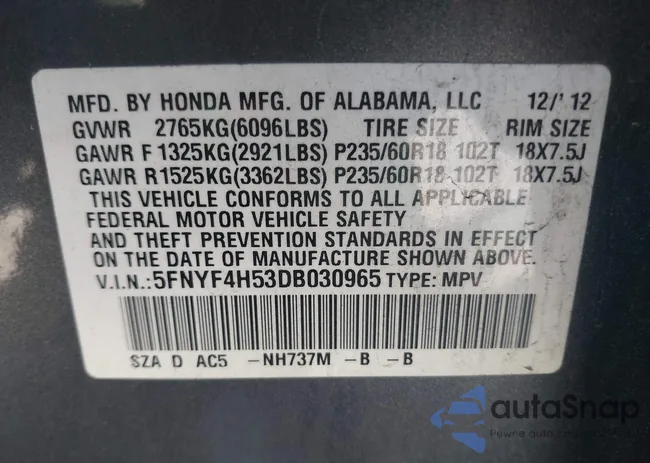 MFD. BY HONDA MFG. OF ALABAMA, LLC 12/'12
GVWR 2765KG(6096LBS) TIRE SIZE RIM SIZE
GAWR F 1325KG(2921LBS) P235/60R18 102T 18X7.5J
GAWR R1525KG(3362LBS) P235/60R18 102T 18X7.5J
THIS VEHICLE CONFORMS TO ALL APPLICABLE
FEDERAL MOTOR VEHICLE SAFETY
AND THEFT PREVENTION STANDARDS IN EFFECT
ON THE DATE OF MANUFACTURE SHOWN ABOVE.
V.I.N.:5FNYF4H53DB030965 TYPE: MPV
SZA D AC5 -NH737M -B -B
autoSnap
Pewne auto